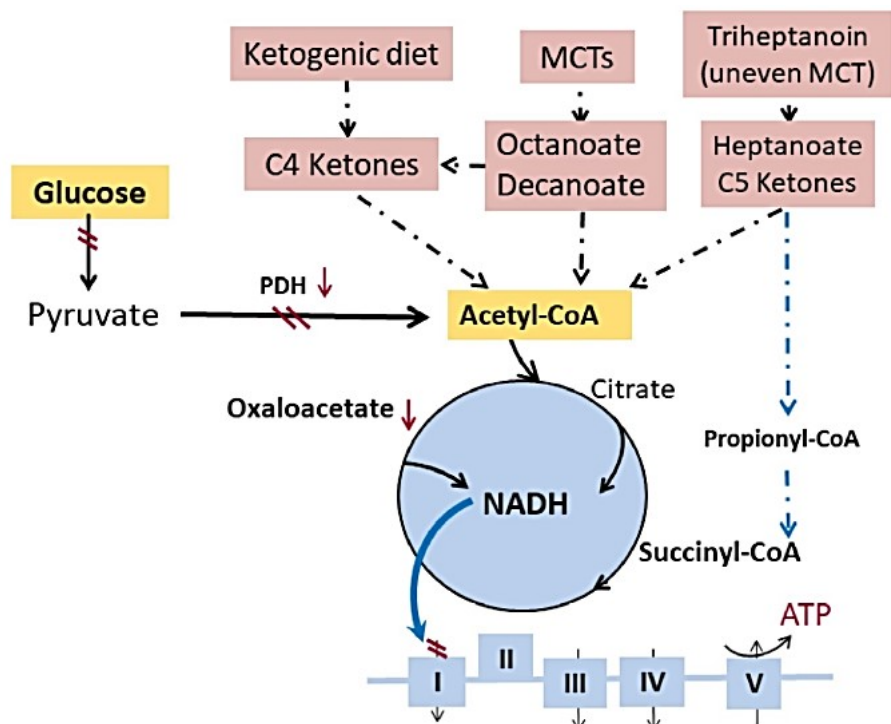 Ketogenic diet
MCTs
Triheptanoin
(uneven MCT)
C4 Ketones
Octanoate
Decanoate
Heptanoate
C5 Ketones
Glucose
Pyruvate
PDH
Acetyl-CoA
Citrate
Oxaloacetate
NADH
Propionyl-CoA
Succinyl-CoA
ATP
I
II
III
IV
V